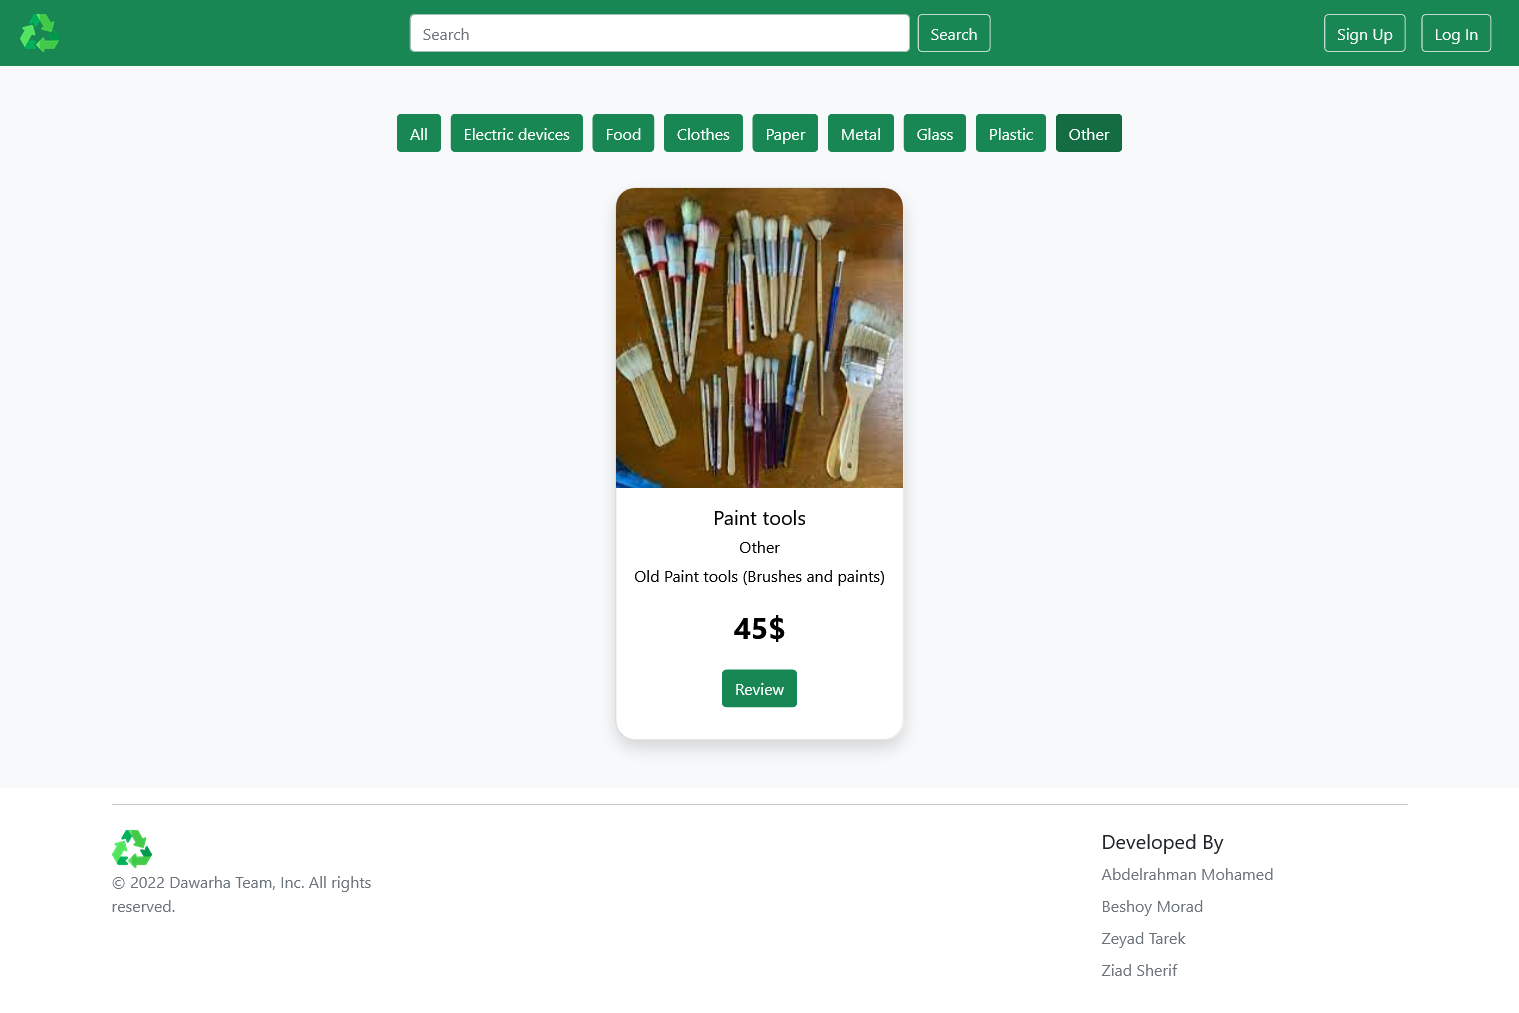 Search
Search
Sign Up
Log In
All
Electric devices
Food
Clothes
Paper
Metal
Glass
Plastic
Other
Paint tools
Other
Old Paint tools (Brushes and paints)
45$
Review
© 2022 Dawarha Team, Inc. All rights
reserved.
Developed By
Abdelrahman Mohamed
Beshoy Morad
Zeyad Tarek
Ziad Sherif